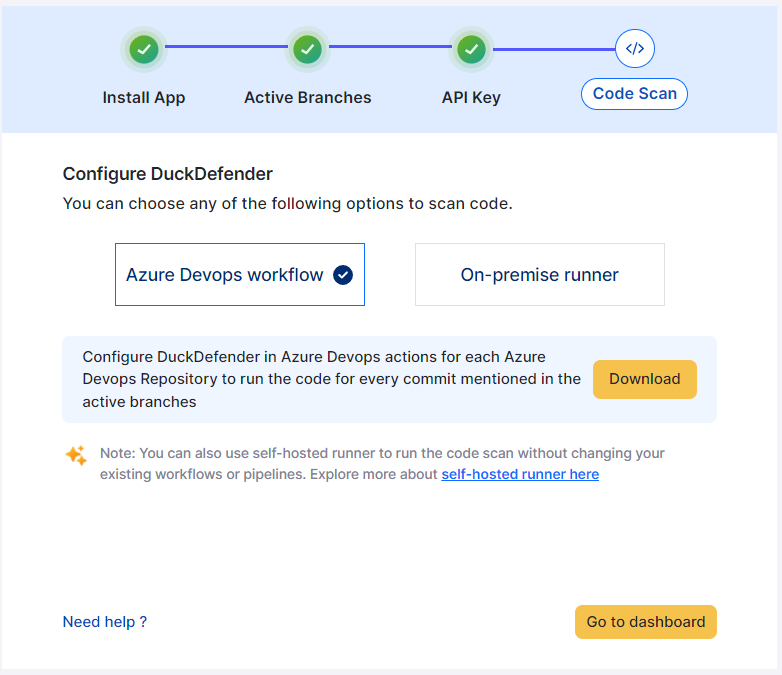 Install App
Active Branches
API Key
</>
Code Scan
Configure DuckDefender
You can choose any of the following options to scan code.
Azure Devops workflow
On-premise runner
Configure DuckDefender in Azure Devops actions for each Azure
Devops Repository to run the code for every commit mentioned in the
active branches
Download
Note: You can also use self-hosted runner to run the code scan without changing your
existing workflows or pipelines. Explore more about self-hosted runner here
Need help ?
Go to dashboard